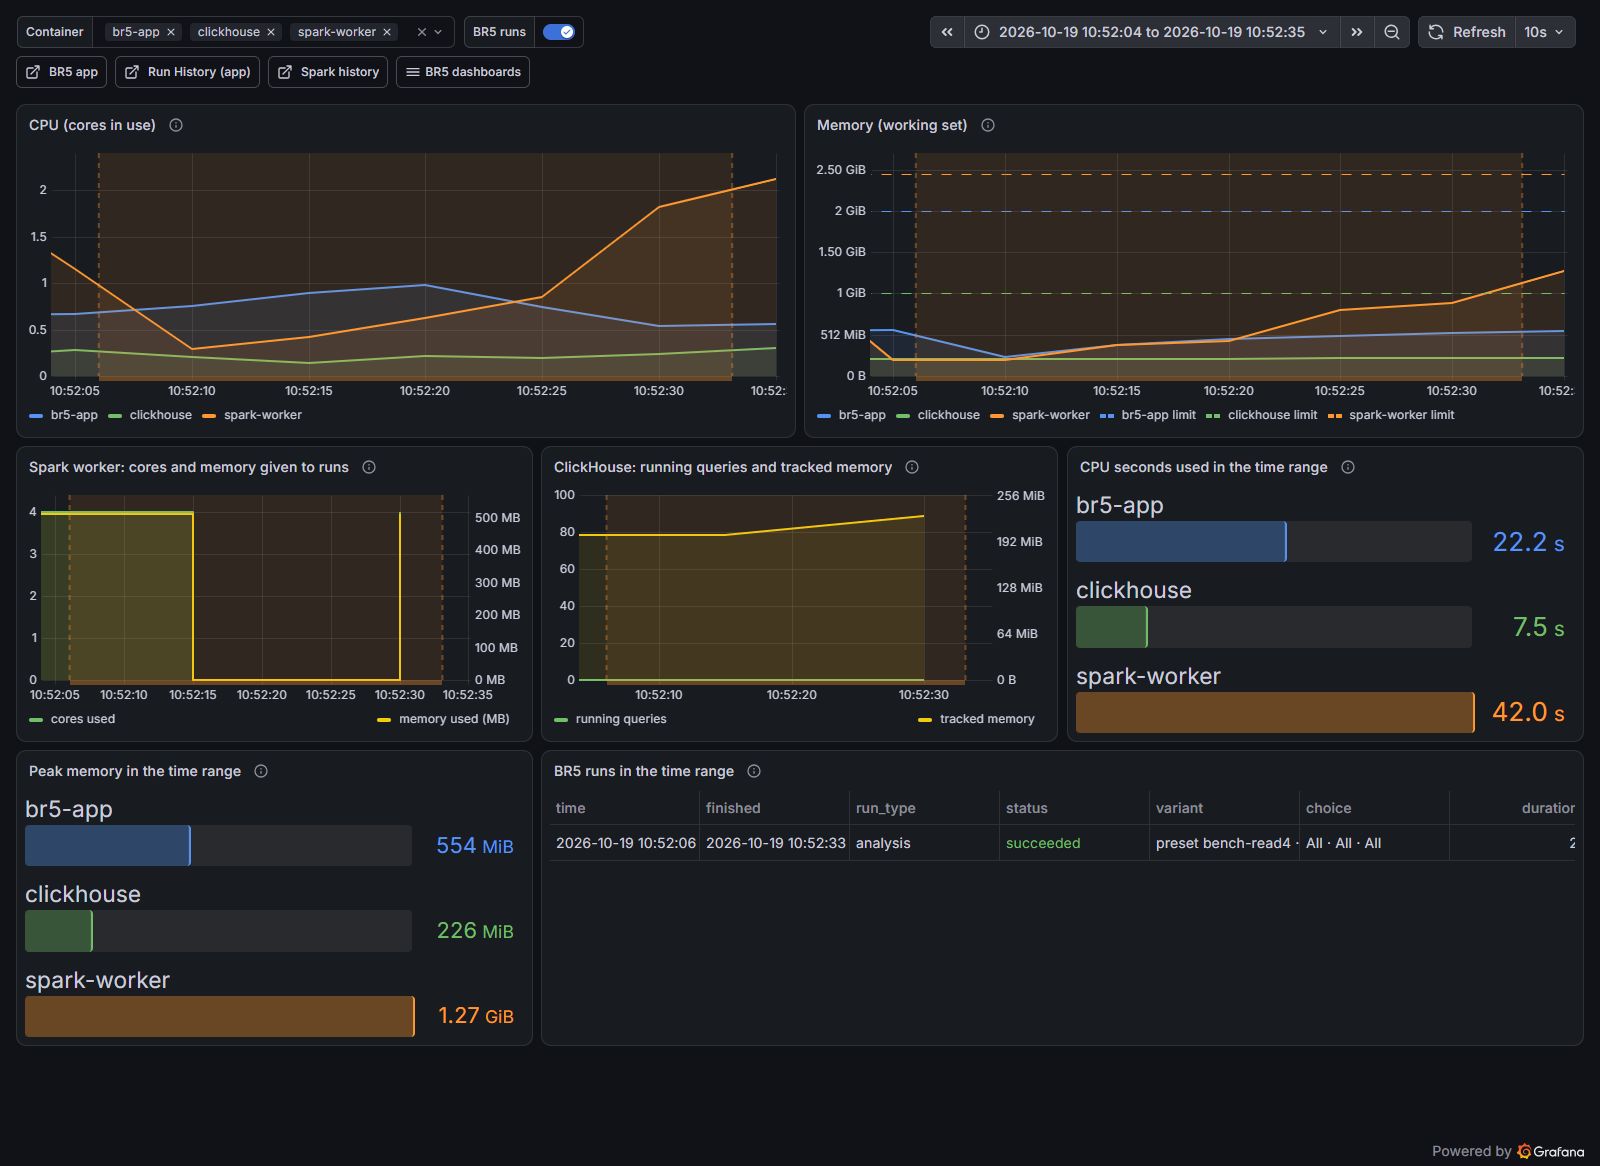 Container br5-app × clickhouse × spark-worker × × BR5 runs
2026-10-19 10:52:04 to 2026-10-19 10:52:35 Refresh 10s
BR5 app Run History (app) Spark history BR5 dashboards
CPU (cores in use)
2
1.5
1
0.5
0
10:52:05 10:52:10 10:52:15 10:52:20 10:52:25 10:52:30 10:52:
br5-app clickhouse spark-worker
Memory (working set)
2.50 GiB
2 GiB
1.50 GiB
1 GiB
512 MiB
0 B
10:52:05 10:52:10 10:52:15 10:52:20 10:52:25 10:52:30 10:52:
br5-app clickhouse spark-worker br5-app limit clickhouse limit spark-worker limit
Spark worker: cores and memory given to runs
4
3
2
1
0
500 MB
400 MB
300 MB
200 MB
100 MB
0 MB
10:52:05 10:52:10 10:52:15 10:52:20 10:52:25 10:52:30 10:52:35
cores used memory used (MB)
ClickHouse: running queries and tracked memory
100
80
60
40
20
0
256 MiB
192 MiB
128 MiB
64 MiB
0 B
10:52:10 10:52:20 10:52:30
running queries tracked memory
CPU seconds used in the time range
br5-app
22.2 s
clickhouse
7.5 s
spark-worker
42.0 s
Peak memory in the time range
br5-app
554 MiB
clickhouse
226 MiB
spark-worker
1.27 GiB
BR5 runs in the time range
time finished run_type status variant choice duration
2026-10-19 10:52:06 2026-10-19 10:52:33 analysis succeeded preset bench-read4 · All · All · All 2
Powered by Grafana